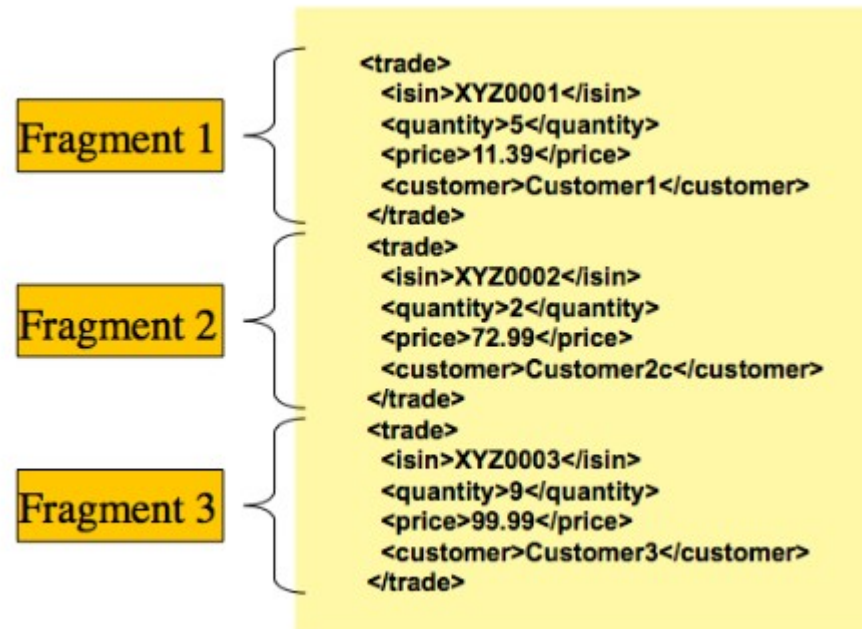 <trade>
<isin>XYZ0001</isin>
Fragment 1
<quantity>5</quantity>
<price>11.39</price>
<customer>Customer1</customer>
</trade>
<trade>
<isin>XYZ0002</isin>
Fragment 2
<quantity>2</quantity>
<price>72.99</price>
<customer>Customer2c</customer>
</trade>
<trade>
<isin>XYZ0003</isin>
Fragment 3
<quantity>9</quantity>
<price>99.99</price>
<customer>Customer3</customer>
</trade>